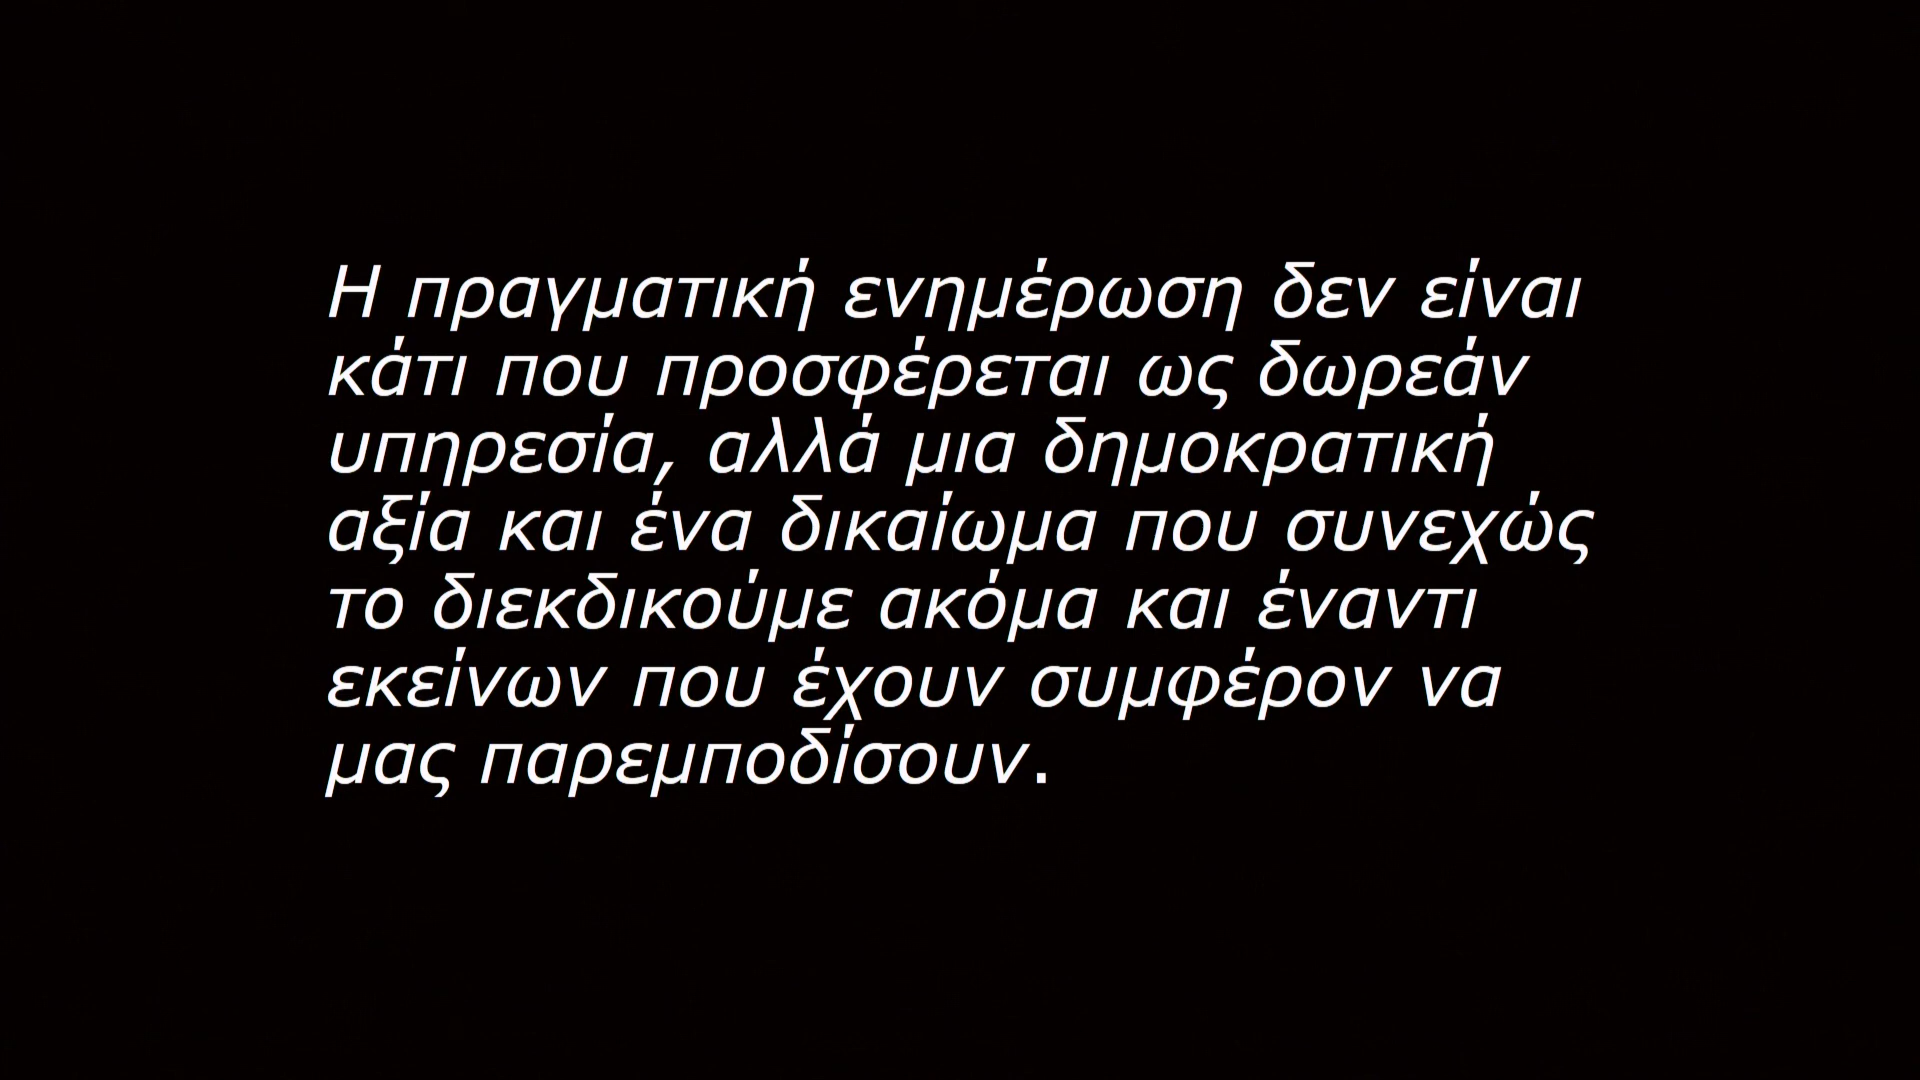 Η πραγματική ενημέρωση δεν είναι
κάτι που προσφέρεται ως δωρεάν
υπηρεσία, αλλά μια δημοκρατική
αξία και ένα δικαίωμα που συνεχώς
το διεκδικούμε ακόμα και έναντι
εκείνων που έχουν συμφέρον να
μας παρεμποδίσουν.